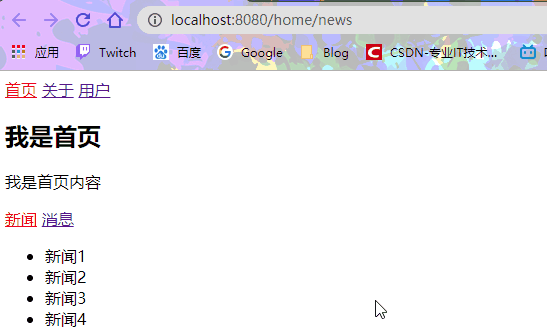 localhost:8080/home/news
应用 Twitch 百度 Google Blog CSDN-专业IT技术...
首页 关于 用户
我是首页
我是首页内容
新闻 消息
新闻1
新闻2
新闻3
新闻4